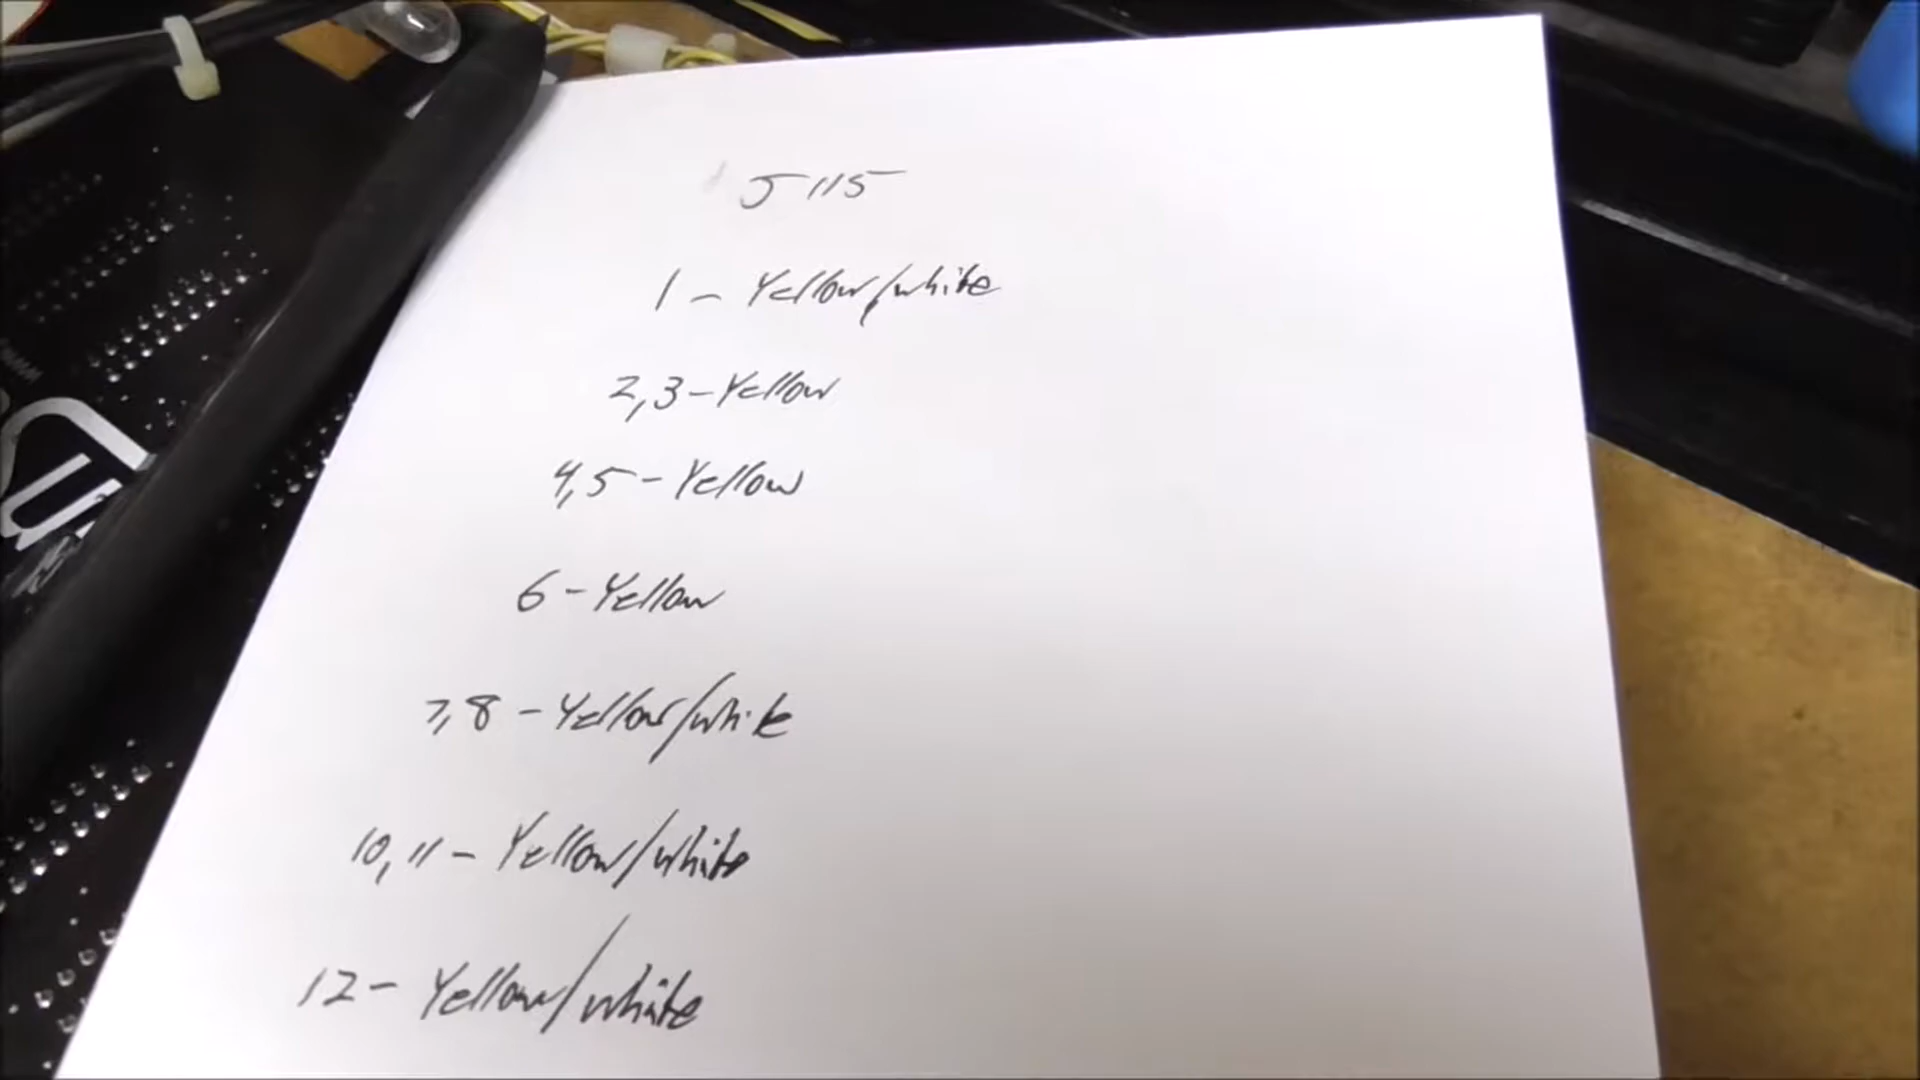 J115
1 - Yellow/white
2,3 - Yellow
4,5 - Yellow
6 - Yellow
7,8 - Yellow/white
10,11 - Yellow/white
12 - Yellow/white